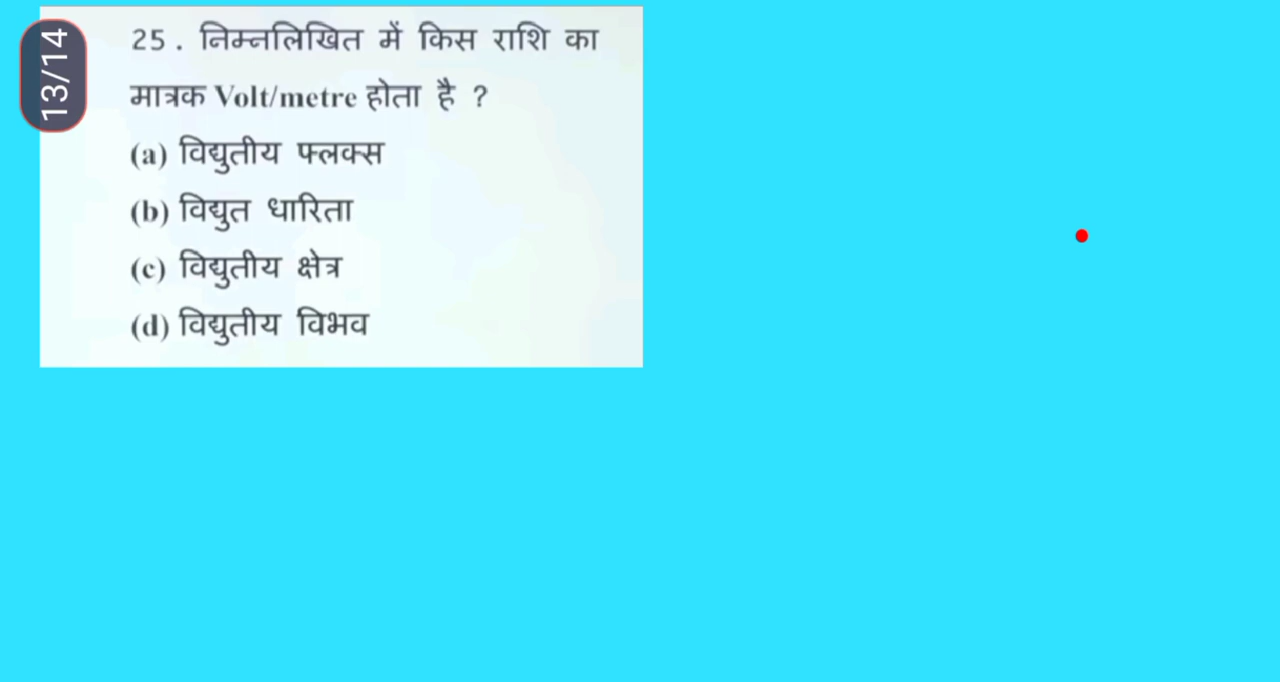 13/14
25 . निम्नलिखित में किस राशि का
मात्रक Volt/metre होता है ?
(a) विद्युतीय फ्लक्स
(b) विद्युत धारिता
(c) विद्युतीय क्षेत्र
(d) विद्युतीय विभव